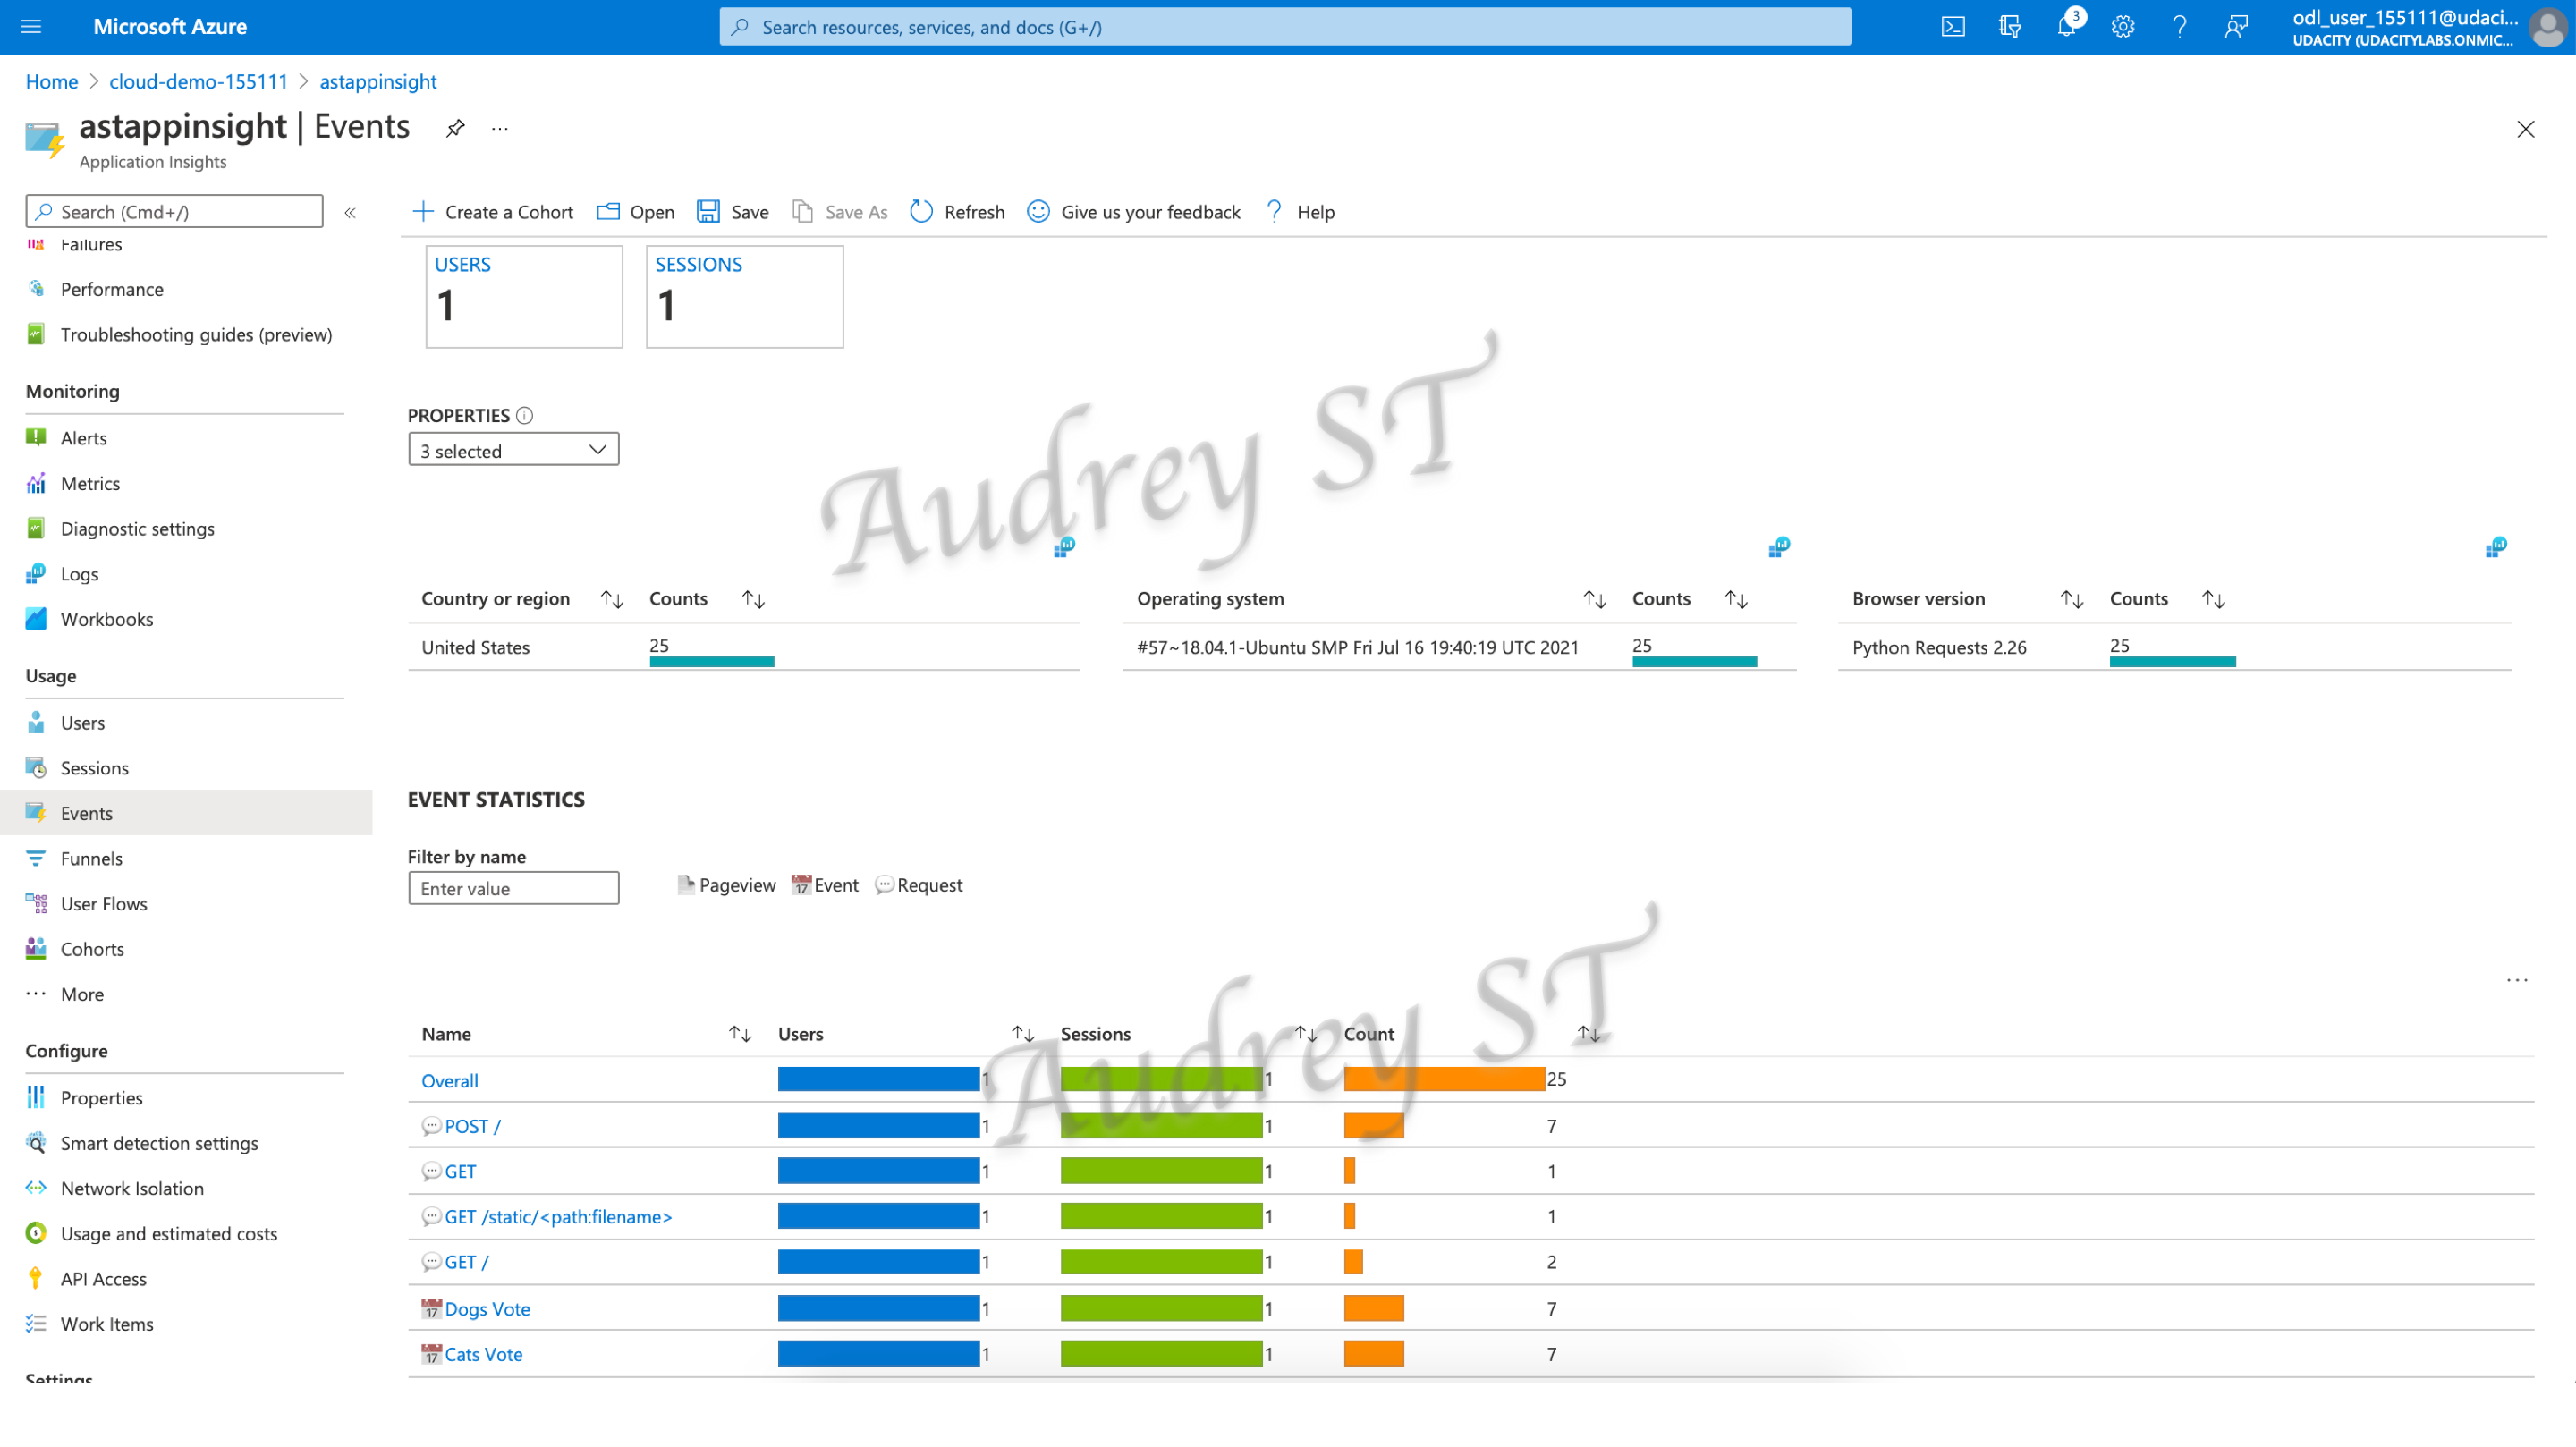 Microsoft Azure
Search resources, services, and docs (G+/)
3
odl_user_155111@udaci...
UDACITY (UDACITYLABS.ONMIC...
Home > cloud-demo-155111 > astappinsight
astappinsight | Events
...
Application Insights
Search (Cmd+/)
«
Failures
Performance
Troubleshooting guides (preview)
Monitoring
Alerts
Metrics
Diagnostic settings
Logs
Workbooks
Usage
Users
Sessions
Events
Funnels
User Flows
Cohorts
... More
Configure
Properties
Smart detection settings
Network Isolation
Usage and estimated costs
API Access
Work Items
Settings
Create a Cohort Open Save Save As Refresh Give us your feedback ? Help
USERS SESSIONS
1 1
PROPERTIES
3 selected
Audrey ST
Country or region Counts Operating system Counts Browser version Counts
United States 25 #57~18.04.1-Ubuntu SMP Fri Jul 16 19:40:19 UTC 2021 25 Python Requests 2.26 25
EVENT STATISTICS
Filter by name
Enter value Pageview 17 Event Request
Audrey ST
...
Name Users Sessions Count
Overall 1 1 25
POST / 1 1 7
GET 1 1 1
GET /static/<path:filename> 1 1 1
GET / 1 1 2
17 Dogs Vote 1 1 7
17 Cats Vote 1 1 7